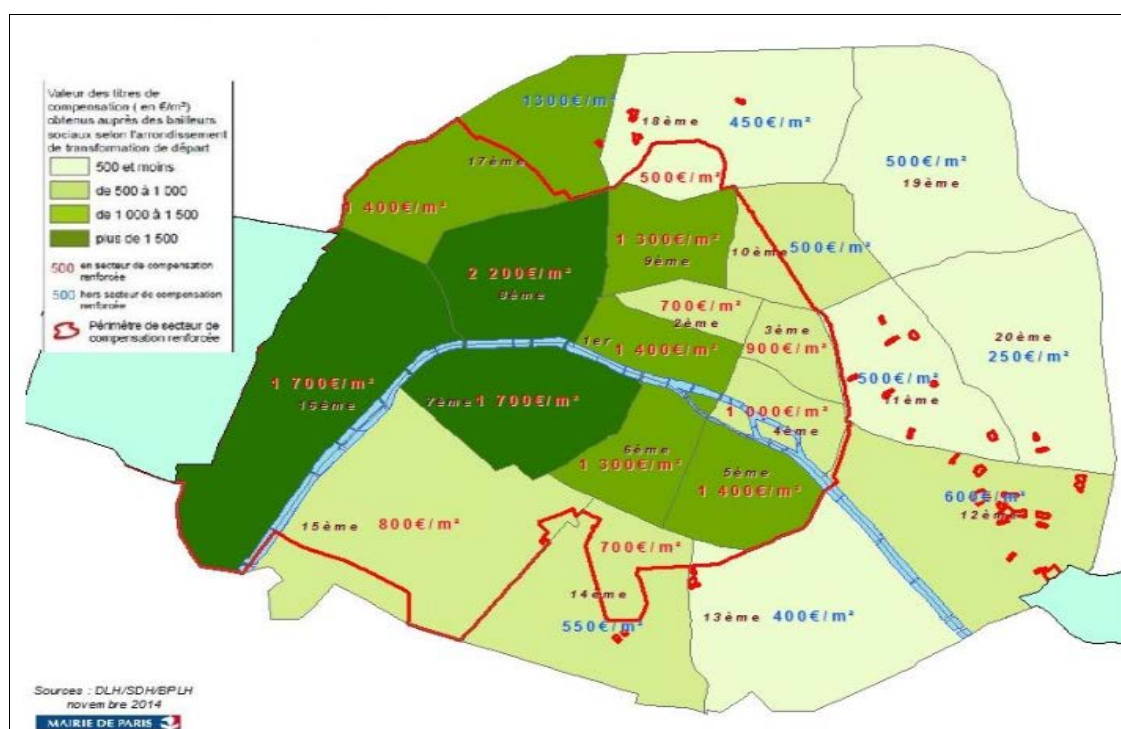 Valeur des titres de
compensation ( en €/m²)
obtenus auprès des bailleurs
sociaux selon l'arrondissement
de transformation de départ
500 et moins
de 500 à 1 000
de 1 000 à 1 500
plus de 1 500
500 en secteur de compensation
renforcée
500 hors secteur de compensation
renforcée
Périmètre de secteur de
compensation renforcée
1300€/m²
18ème
450€/m²
17ème
500€/m²
500€/m²
19ème
1 400€/m²
1 300€/m²
9ème
10ème
500€/m²
2 200€/m²
8ème
700€/m²
2ème
3ème
900€/m²
1er
1 400€/m²
20ème
250€/m²
500€/m²
11ème
1 700€/m²
16ème
7ème
1 700€/m²
1 000€/m²
4ème
6ème
1 300€/m²
5ème
1 400€/m²
600€/m²
12ème
15ème
800€/m²
700€/m²
14ème
550€/m²
13ème
400€/m²
Sources : DLH/SDH/BPLH
novembre 2014
MAIRIE DE PARIS